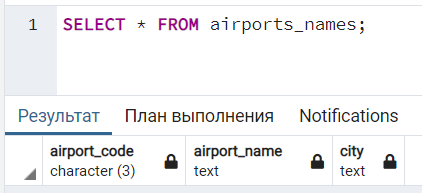 1 SELECT * FROM airports_names;
Результат План выполнения Notifications
airport_code airport_name city
character (3) text text